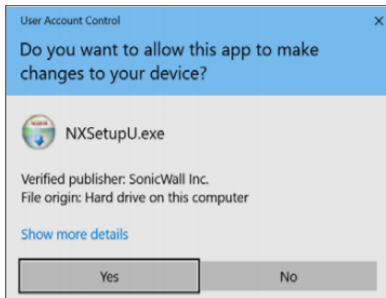 User Account Control
Do you want to allow this app to make
changes to your device?
NXSetupU.exe
Verified publisher: SonicWall Inc.
File origin: Hard drive on this computer
Show more details
Yes No